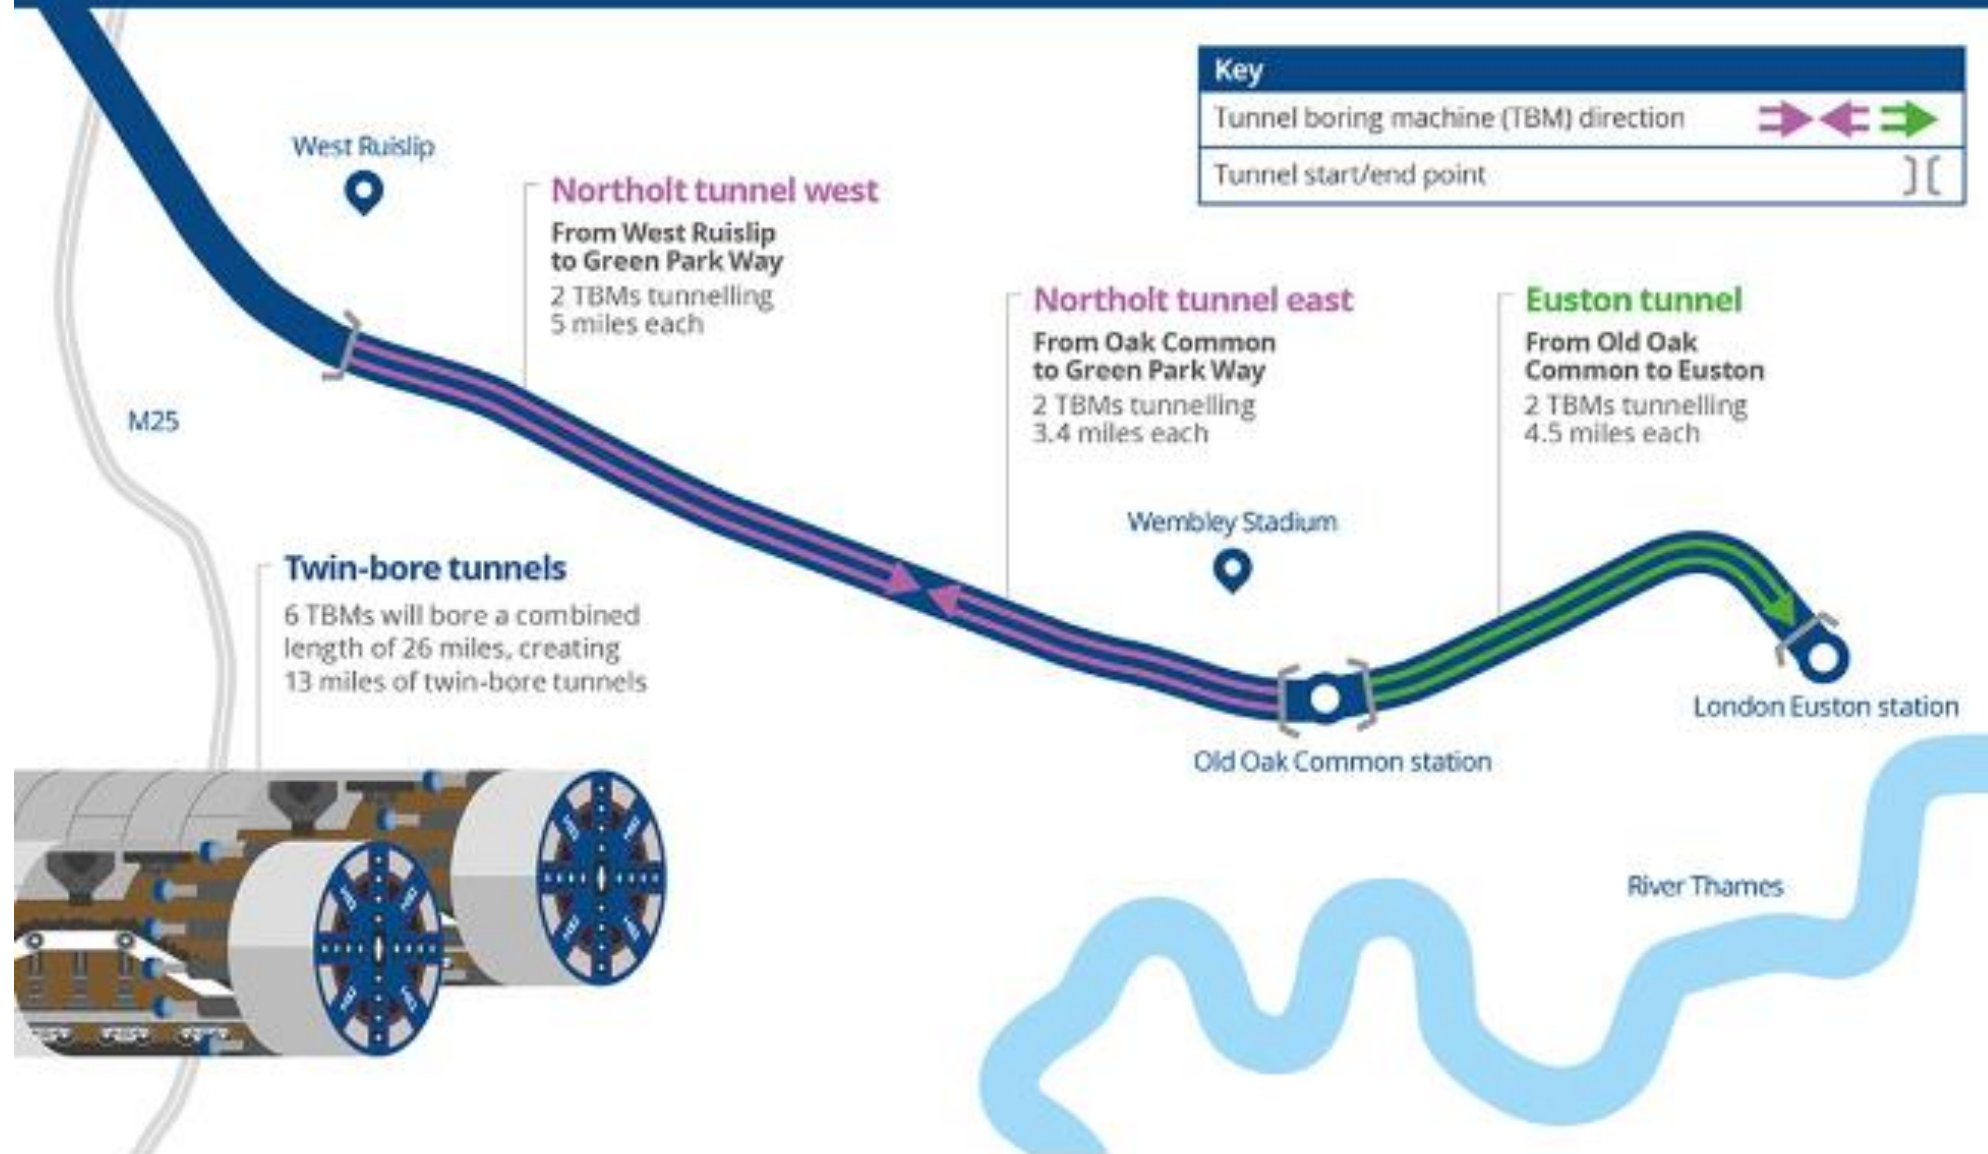 Key
Tunnel boring machine (TBM) direction
Tunnel start/end point
West Ruislip
Northolt tunnel west
From West Ruislip
to Green Park Way
2 TBMs tunnelling
5 miles each
Northolt tunnel east
From Oak Common
to Green Park Way
2 TBMs tunnelling
3.4 miles each
Euston tunnel
From Old Oak
Common to Euston
2 TBMs tunnelling
4.5 miles each
M25
Wembley Stadium
Twin-bore tunnels
6 TBMs will bore a combined
length of 26 miles, creating
13 miles of twin-bore tunnels
London Euston station
Old Oak Common station
River Thames